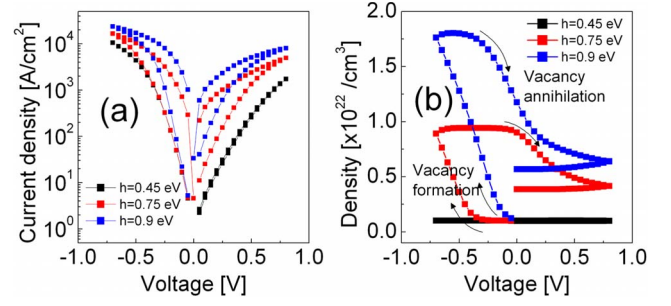 Current density [A/cm²]
10⁴
10³
10²
10¹
10⁰
(a)
h=0.45 eV
h=0.75 eV
h=0.9 eV
-1.0 -0.5 0.0 0.5 1.0
Voltage [V]
Density [x10²² /cm³]
2.0
1.5
1.0
0.5
0.0
(b)
h=0.45 eV
h=0.75 eV
h=0.9 eV
Vacancy
annihilation
Vacancy
formation
-1.0 -0.5 0.0 0.5 1.0
Voltage [V]